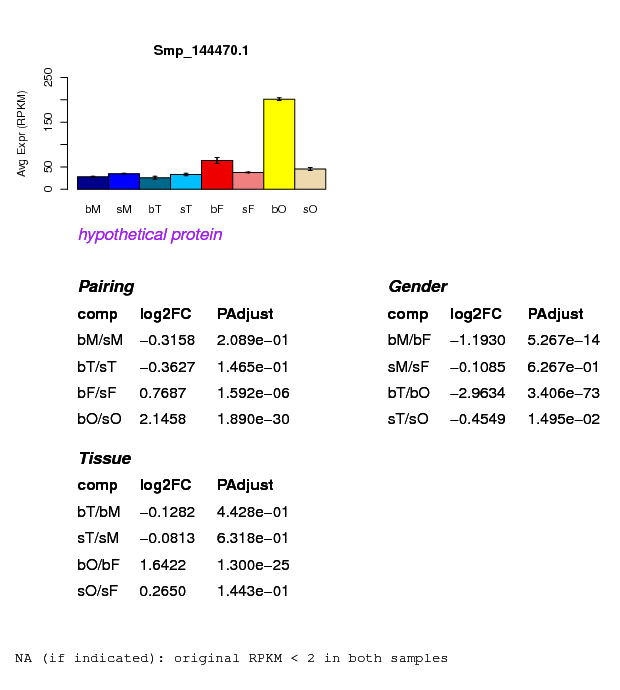 Smp_144470.1
Avg Expr (RPKM)
250
150
50
0
bM sM bT sT bF sF bO sO
hypothetical protein
Pairing
comp log2FC PAdjust
bM/sM −0.3158 2.089e−01
bT/sT −0.3627 1.465e−01
bF/sF 0.7687 1.592e−06
bO/sO 2.1458 1.890e−30
Gender
comp log2FC PAdjust
bM/bF −1.1930 5.267e−14
sM/sF −0.1085 6.267e−01
bT/bO −2.9634 3.406e−73
sT/sO −0.4549 1.495e−02
Tissue
comp log2FC PAdjust
bT/bM −0.1282 4.428e−01
sT/sM −0.0813 6.318e−01
bO/bF 1.6422 1.300e−25
sO/sF 0.2650 1.443e−01
NA (if indicated): original RPKM < 2 in both samples